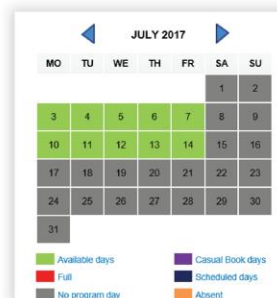 JULY 2017
MO TU WE TH FR SA SU
1 2
3 4 5 6 7 8 9
10 11 12 13 14 15 16
17 18 19 20 21 22 23
24 25 26 27 28 29 30
31
Available days Casual Book days
Full Scheduled days
No program day Absent